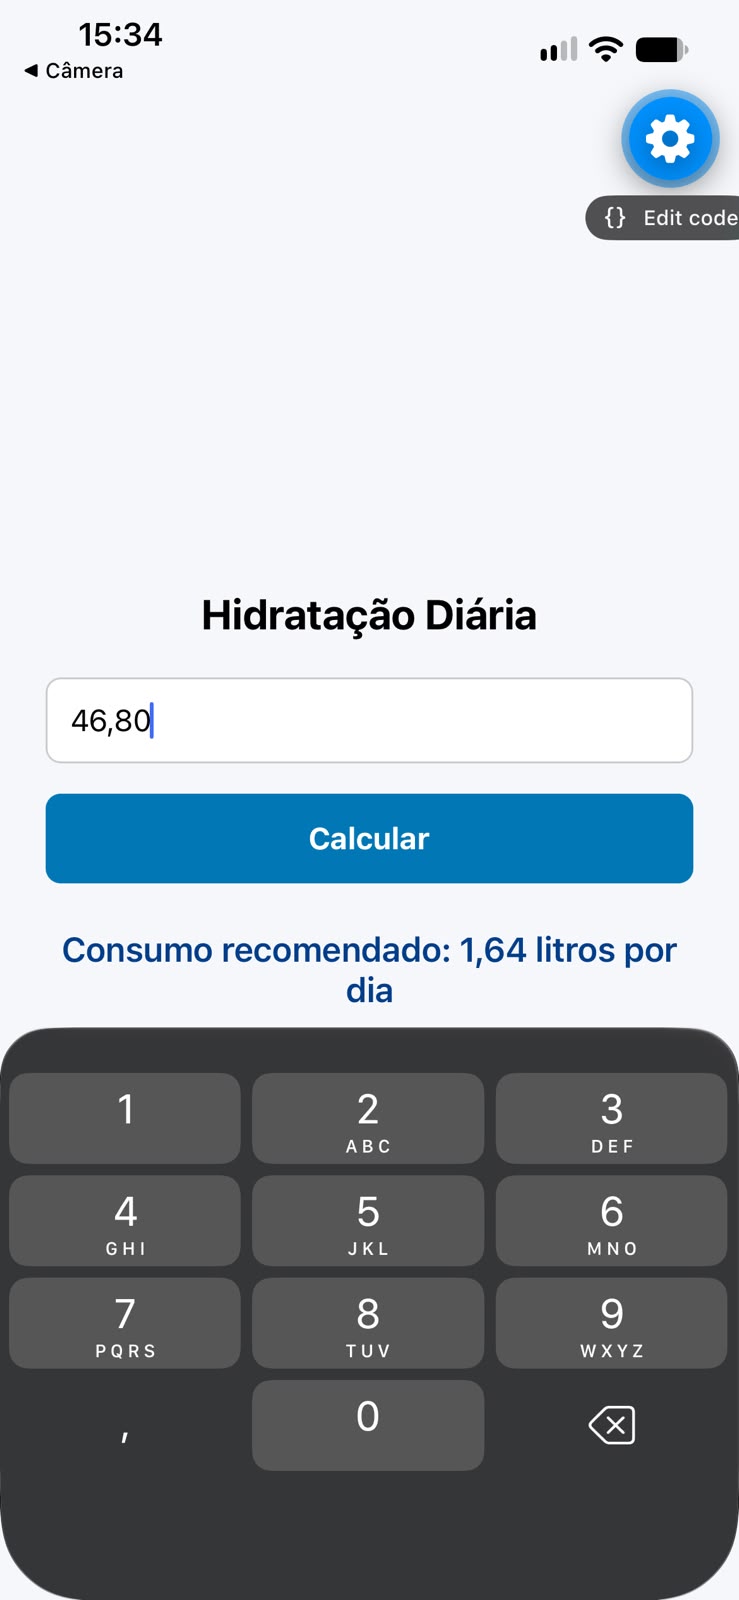 15:34
◀ Câmera
{} Edit code
Hidratação Diária
46,80
Calcular
Consumo recomendado: 1,64 litros por
dia
1 2 3
ABC DEF
4 5 6
GHI JKL MNO
7 8 9
PQRS TUV WXYZ
, 0